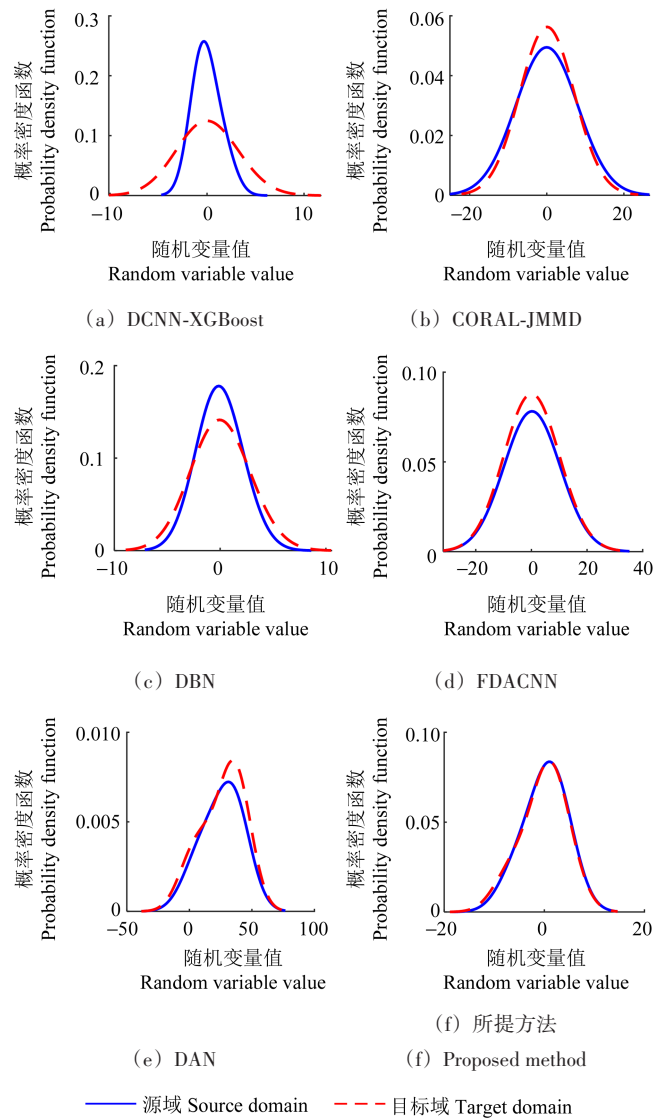 0.3
0.2
0.1
0
−10
0
10
概率密度函数
Probability density function
随机变量值
Random variable value
(a) DCNN-XGBoost
0.06
0.04
0.02
0
−20
0
20
概率密度函数
Probability density function
随机变量值
Random variable value
(b) CORAL-JMMD
0.2
0.1
0
−10
0
10
概率密度函数
Probability density function
随机变量值
Random variable value
(c) DBN
0.10
0.05
0
−20
0
20
40
概率密度函数
Probability density function
随机变量值
Random variable value
(d) FDACNN
0.010
0.005
0
−50
0
50
100
概率密度函数
Probability density function
随机变量值
Random variable value
(e) DAN
0.10
0.05
0
−20
0
20
概率密度函数
Probability density function
随机变量值
Random variable value
(f) 所提方法
(f) Proposed method
源域 Source domain
目标域 Target domain